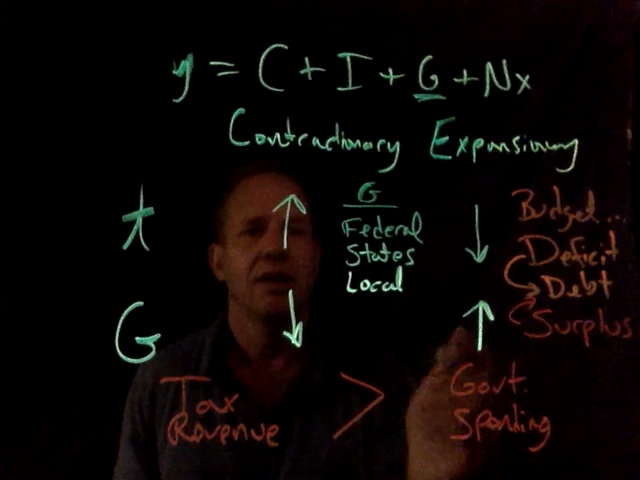 y = C + I + G + Nx
Contractionary Expansionary
t ↑ ↓
G ↓ ↑
G
Federal
States
Local
Budget...
Deficit
Debt
Surplus
Tax
Revenue
>
Govt.
Spending